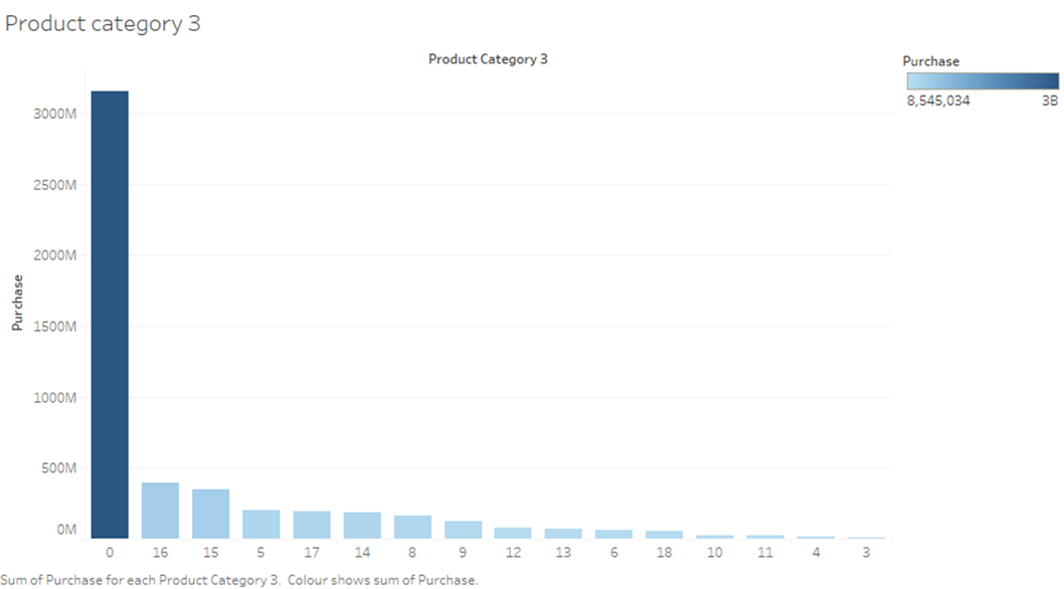 Product category 3
Product Category 3
Purchase
8,545,034 3B
Purchase
3000M
2500M
2000M
1500M
1000M
500M
0M
0 16 15 5 17 14 8 9 12 13 6 18 10 11 4 3
Sum of Purchase for each Product Category 3. Colour shows sum of Purchase.